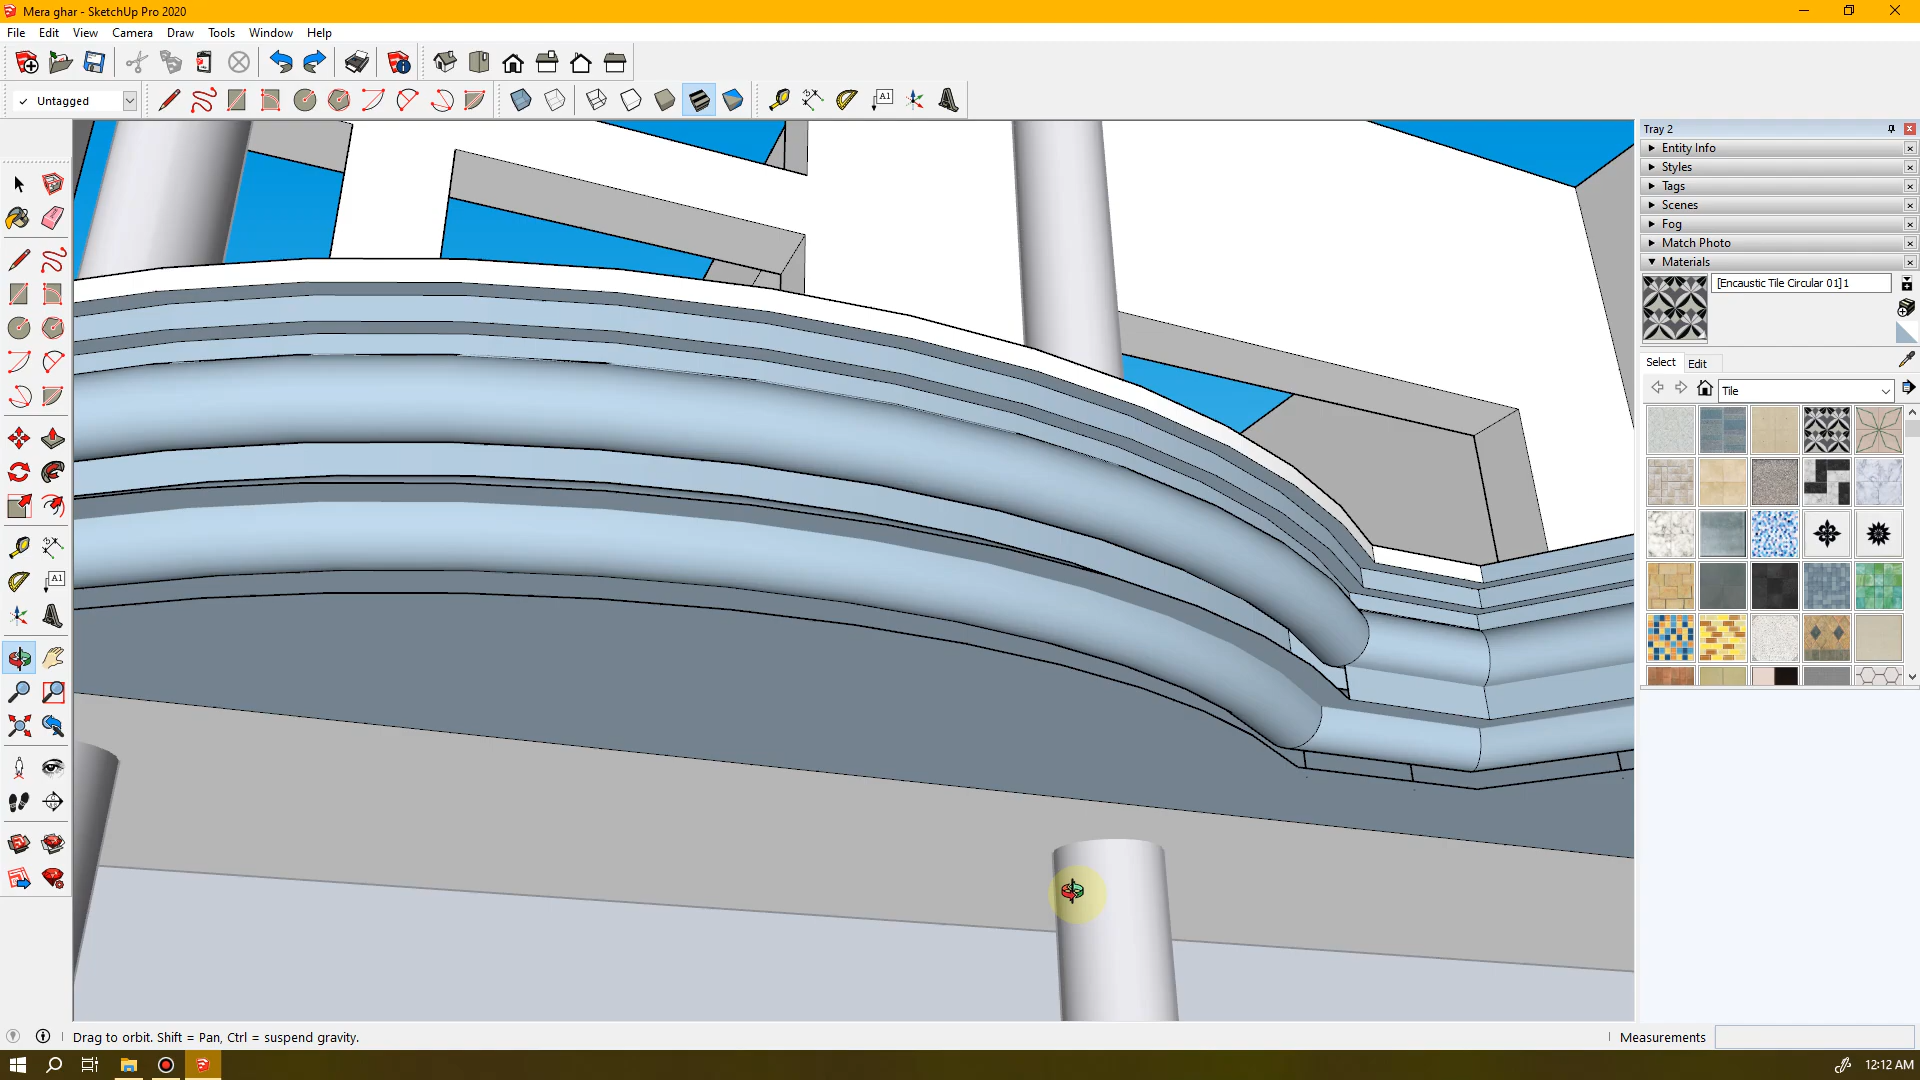 Mera ghar - SketchUp Pro 2020
File Edit View Camera Draw Tools Window Help
Untagged
A1
Tray 2
Entity Info
Styles
Tags
Scenes
Fog
Match Photo
Materials
[Encaustic Tile Circular 01]1
Select Edit
Tile
A1
Drag to orbit. Shift = Pan, Ctrl = suspend gravity.
Measurements
12:12 AM